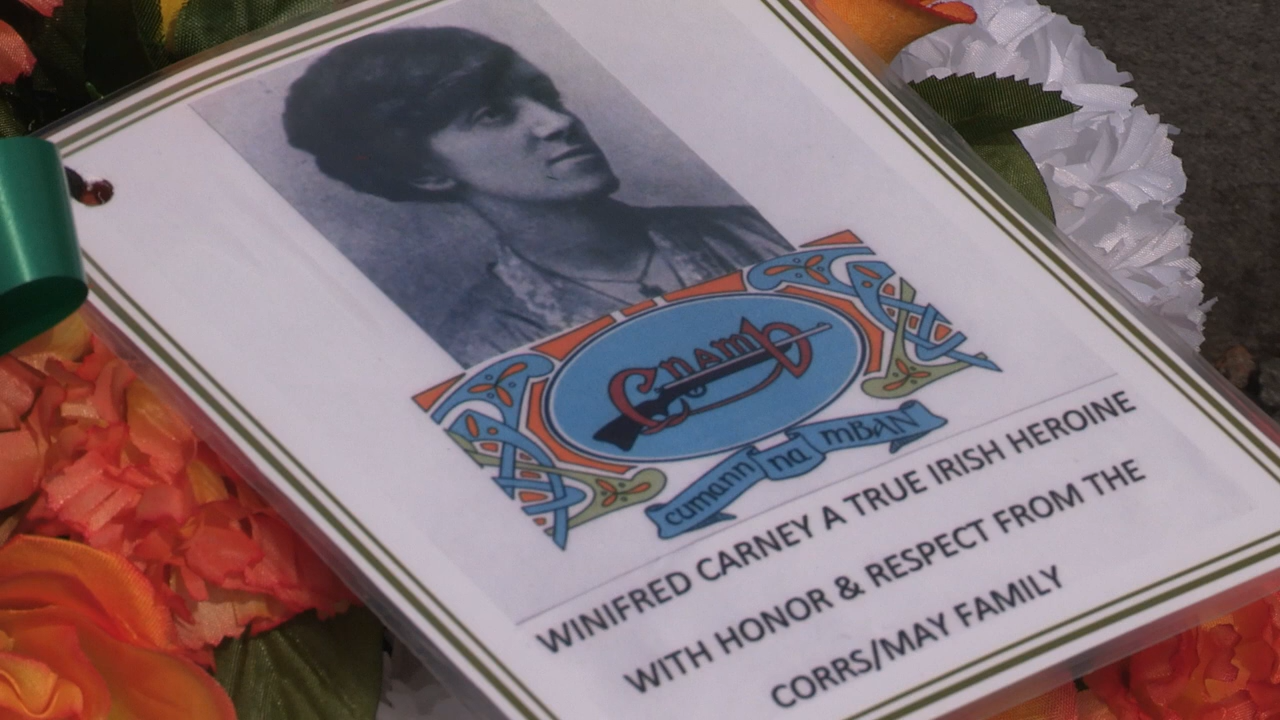 CnamB
cumann na mBAN
WINIFRED CARNEY A TRUE IRISH HEROINE
WITH HONOR & RESPECT FROM THE
CORRS/MAY FAMILY